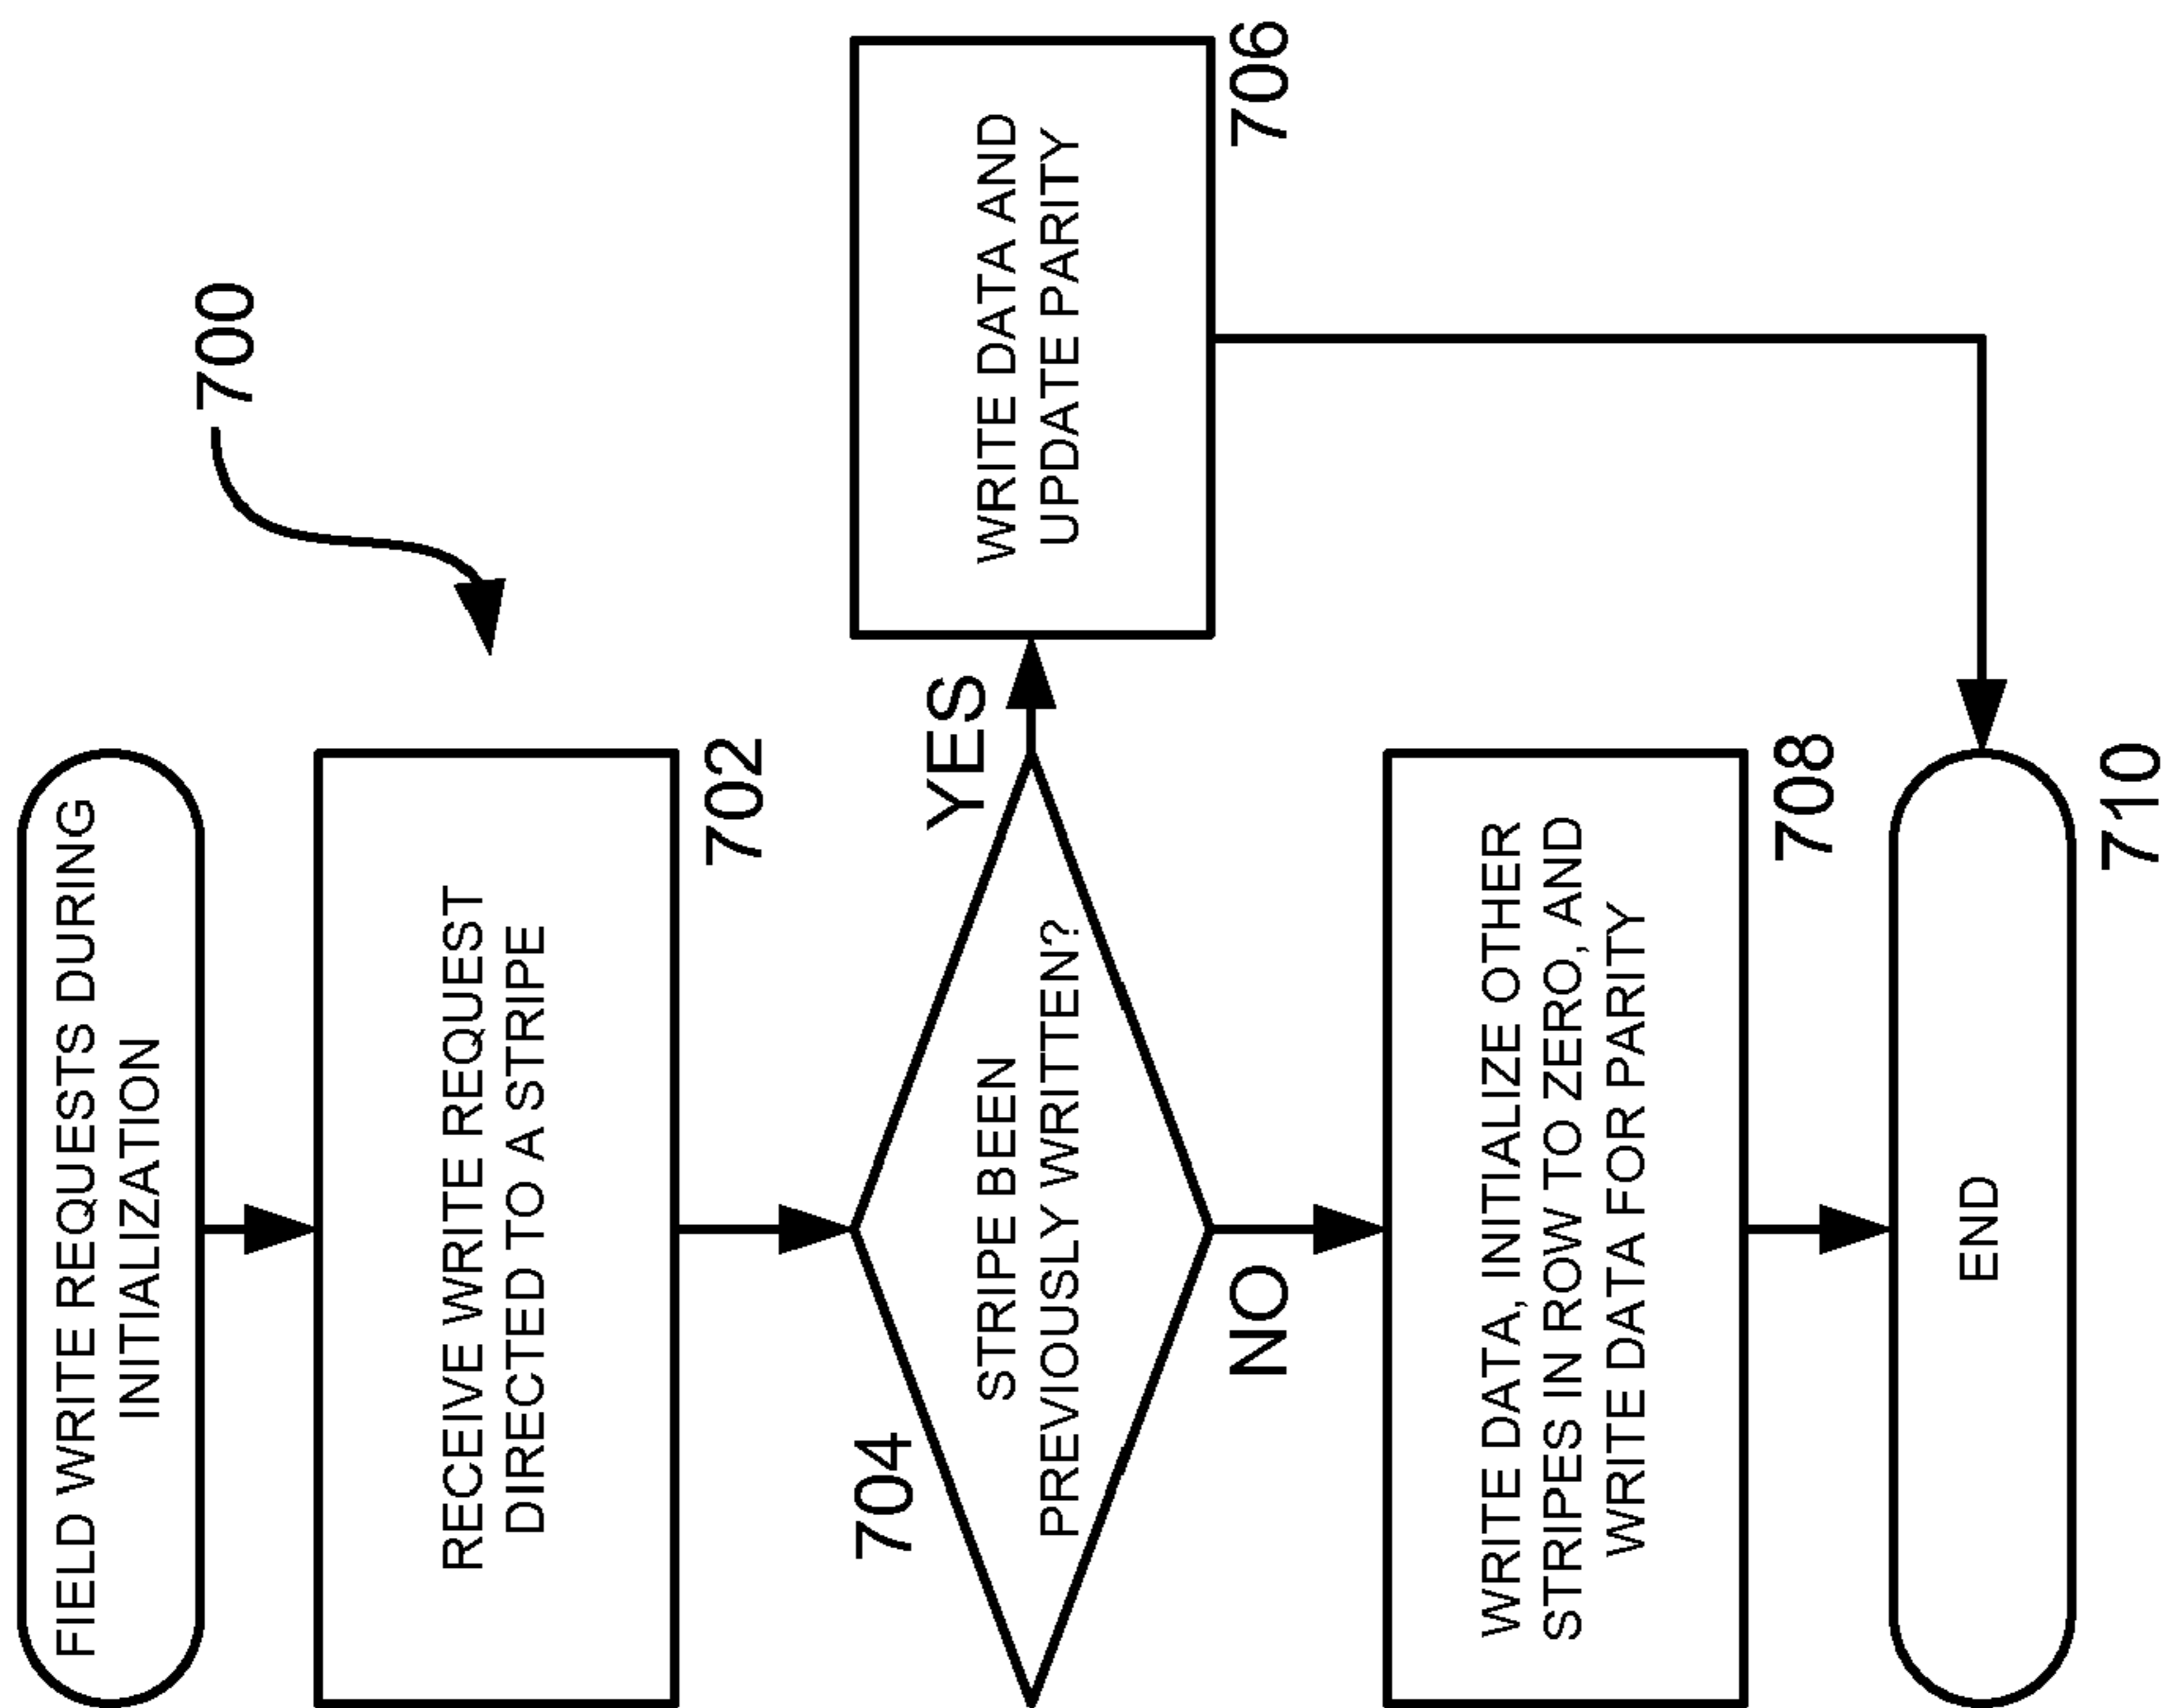 FIELD WRITE REQUESTS DURING
INITIALIZATION
700
RECEIVE WRITE REQUEST
DIRECTED TO A STRIPE
702
704
STRIPE BEEN
PREVIOUSLY WRITTEN?
YES
WRITE DATA AND
UPDATE PARITY
706
NO
WRITE DATA, INITIALIZE OTHER
STRIPES IN ROW TO ZERO, AND
WRITE DATA FOR PARITY
708
END
710